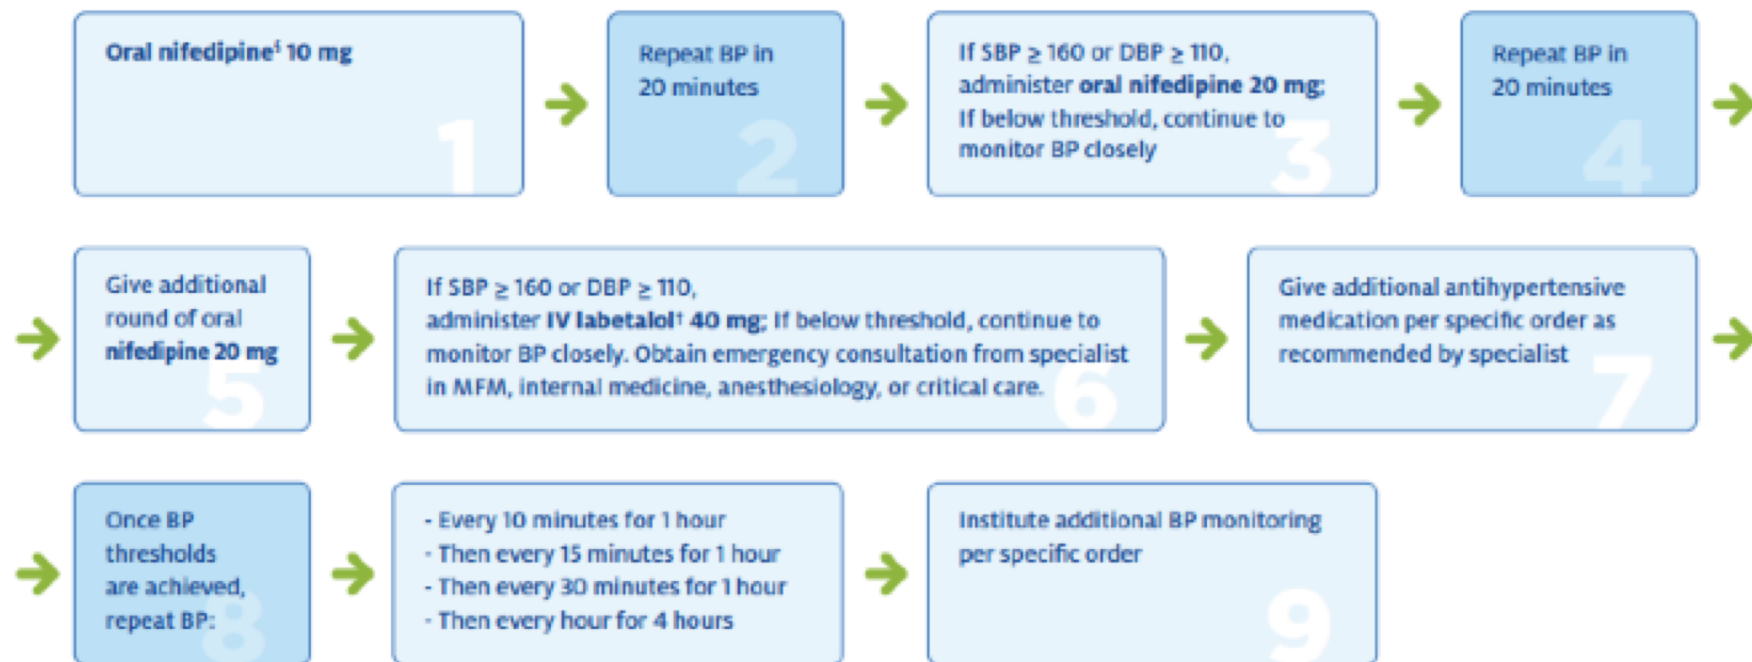 Oral nifedipine§ 10 mg
1
Repeat BP in
20 minutes
2
If SBP ≥ 160 or DBP ≥ 110,
administer oral nifedipine 20 mg;
If below threshold, continue to
monitor BP closely
3
Repeat BP in
20 minutes
4
Give additional
round of oral
nifedipine 20 mg
5
If SBP ≥ 160 or DBP ≥ 110,
administer IV labetalol† 40 mg; If below threshold, continue to
monitor BP closely. Obtain emergency consultation from specialist
in MFM, internal medicine, anesthesiology, or critical care.
6
Give additional antihypertensive
medication per specific order as
recommended by specialist
7
Once BP
thresholds
are achieved,
repeat BP:
8
- Every 10 minutes for 1 hour
- Then every 15 minutes for 1 hour
- Then every 30 minutes for 1 hour
- Then every hour for 4 hours
Institute additional BP monitoring
per specific order
9